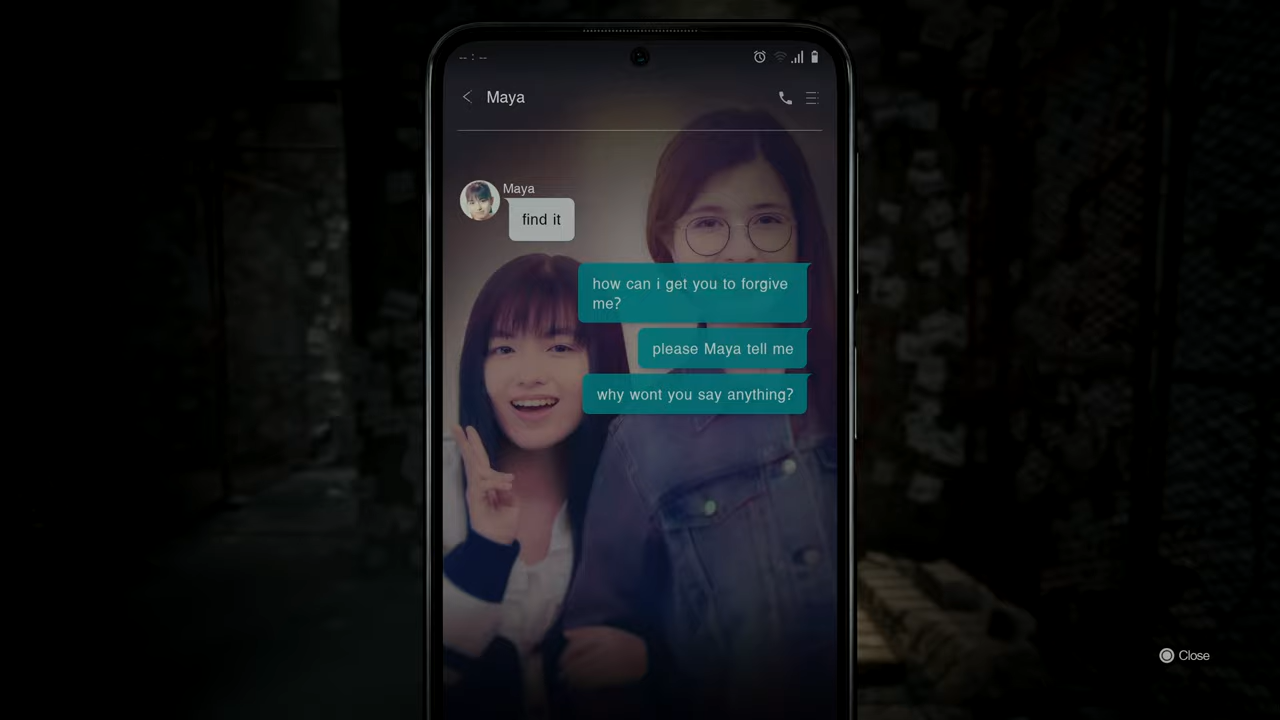 -- : --
Maya
Maya
find it
how can i get you to forgive
me?
please Maya tell me
why wont you say anything?
Close